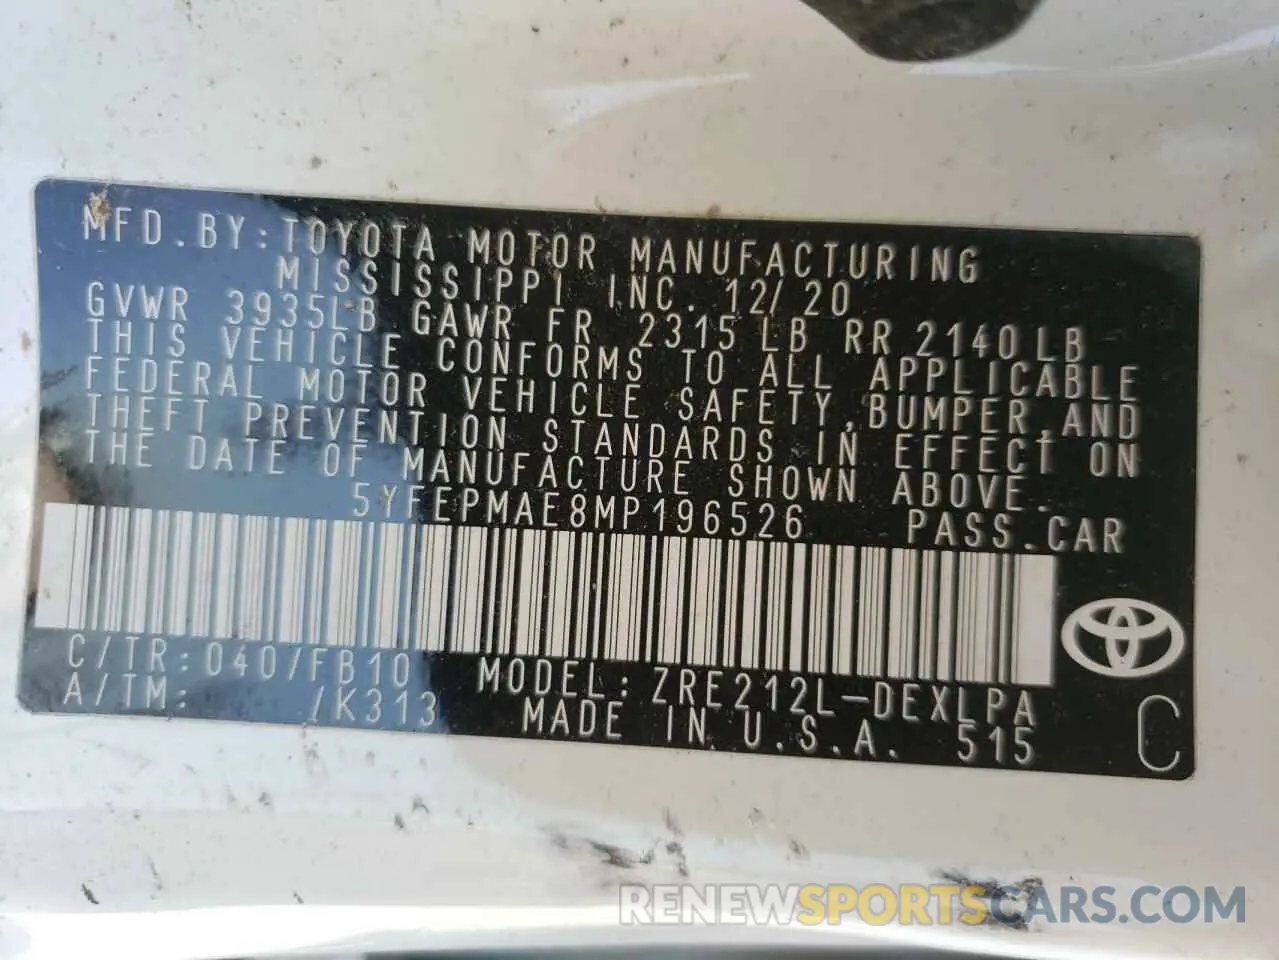 MFD.BY:TOYOTA MOTOR MANUFACTURING
MISSISSIPPI INC. 12/20
GVWR 3935LB GAWR FR 2315LB RR 2140LB
THIS VEHICLE CONFORMS TO ALL APPLICABLE
FEDERAL MOTOR VEHICLE SAFETY,BUMPER,AND
THEFT PREVENTION STANDARDS IN EFFECT ON
THE DATE OF MANUFACTURE SHOWN ABOVE.
5YFEPMAE8MP196526 PASS.CAR
C/TR:040/FB10 MODEL:ZRE212L-DEXLPA
A/TM: /K313 MADE IN U.S.A. 515
C
RENEWSPORTSCARS.COM